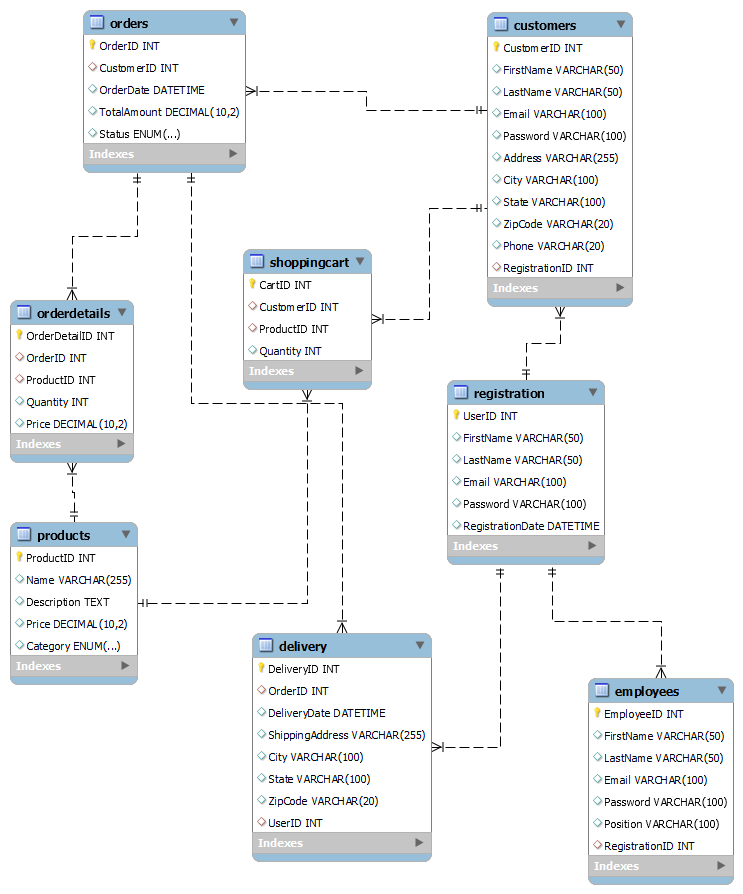 orders
OrderID INT
CustomerID INT
OrderDate DATETIME
TotalAmount DECIMAL(10,2)
Status ENUM(...)
Indexes
customers
CustomerID INT
FirstName VARCHAR(50)
LastName VARCHAR(50)
Email VARCHAR(100)
Password VARCHAR(100)
Address VARCHAR(255)
City VARCHAR(100)
State VARCHAR(100)
ZipCode VARCHAR(20)
Phone VARCHAR(20)
RegistrationID INT
Indexes
shoppingcart
CartID INT
CustomerID INT
ProductID INT
Quantity INT
Indexes
orderdetails
OrderDetailID INT
OrderID INT
ProductID INT
Quantity INT
Price DECIMAL(10,2)
Indexes
registration
UserID INT
FirstName VARCHAR(50)
LastName VARCHAR(50)
Email VARCHAR(100)
Password VARCHAR(100)
RegistrationDate DATETIME
Indexes
products
ProductID INT
Name VARCHAR(255)
Description TEXT
Price DECIMAL(10,2)
Category ENUM(...)
Indexes
delivery
DeliveryID INT
OrderID INT
DeliveryDate DATETIME
ShippingAddress VARCHAR(255)
City VARCHAR(100)
State VARCHAR(100)
ZipCode VARCHAR(20)
UserID INT
Indexes
employees
EmployeeID INT
FirstName VARCHAR(50)
LastName VARCHAR(50)
Email VARCHAR(100)
Password VARCHAR(100)
Position VARCHAR(100)
RegistrationID INT
Indexes